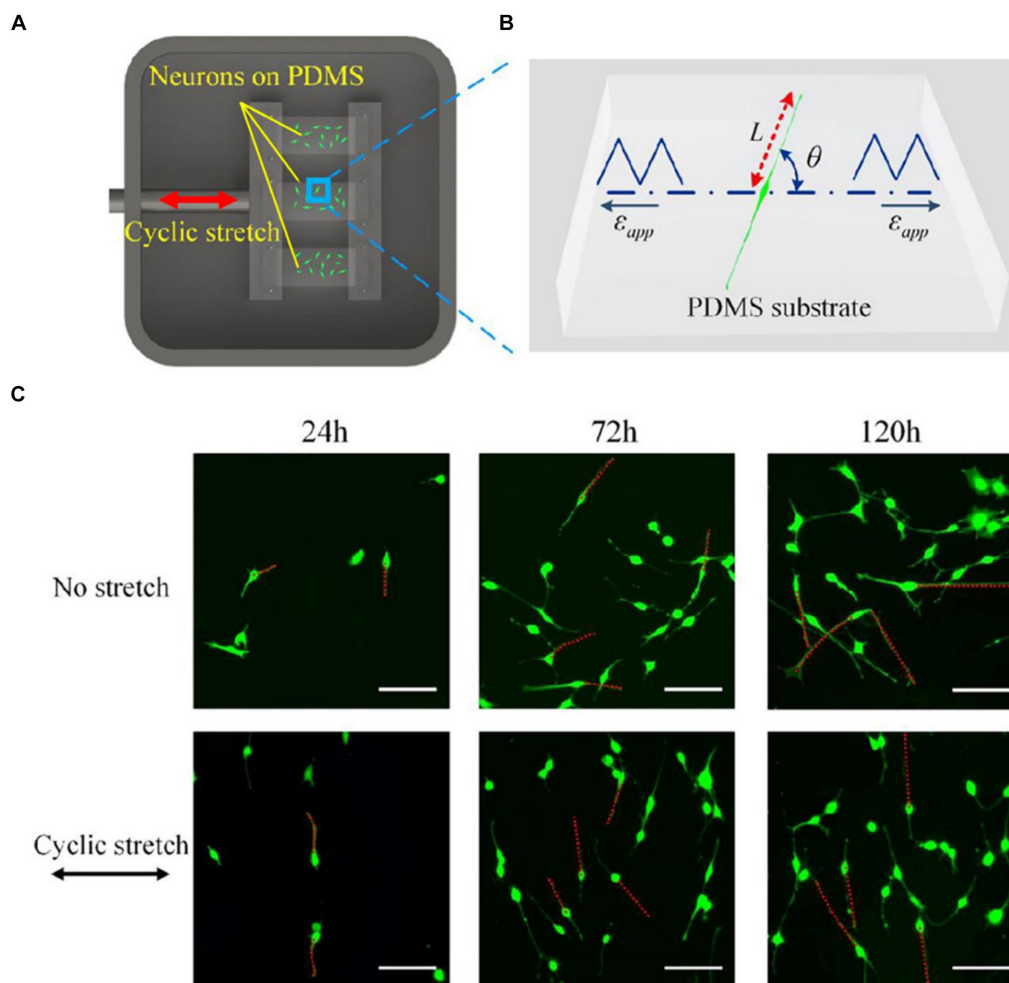 A
Neurons on PDMS
Cyclic stretch
B
L
θ
ε_app
ε_app
PDMS substrate
C
24h
72h
120h
No stretch
Cyclic stretch